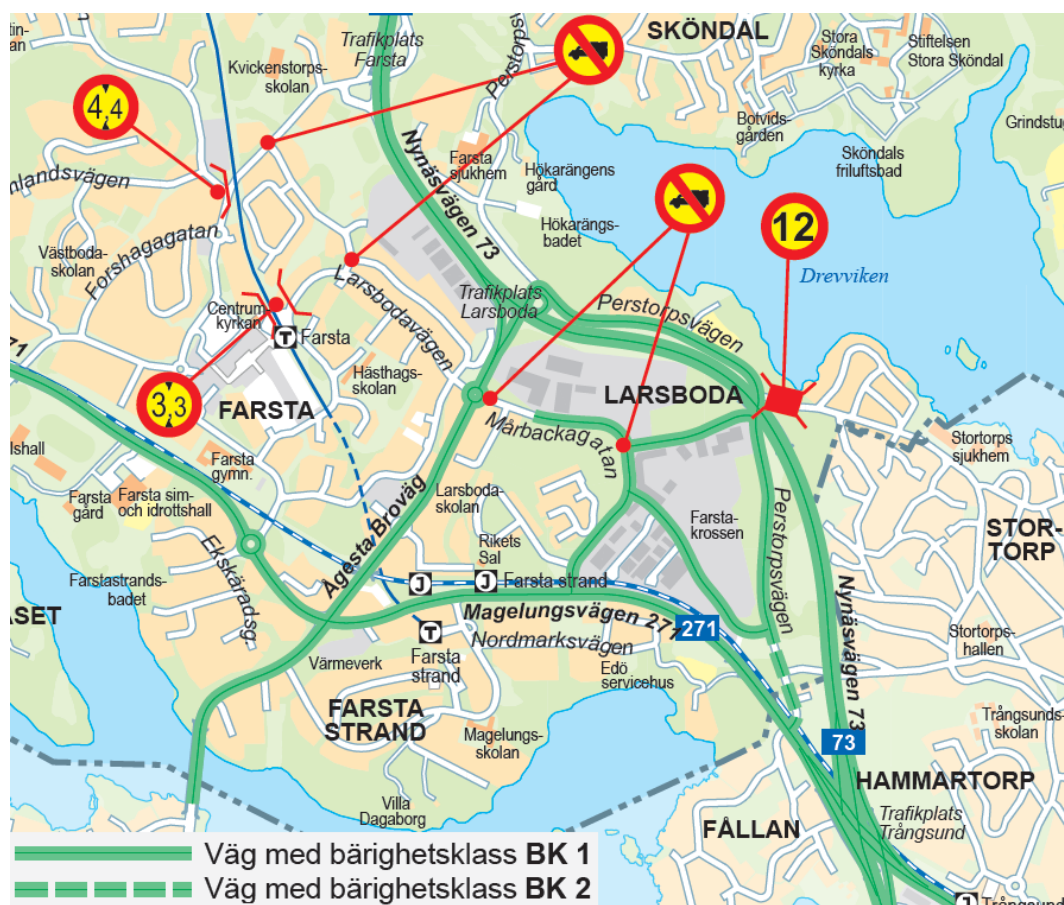 SKÖNDAL
Trafikplats
Farsta
Stora
Sköndals
kyrka
Stiftelsen
Stora Sköndal
Kvickenstorps-
skolan
4,4
Botvids-
gården
Grindstug
Nynäsvägen 73
Farsta
sjukhem
Hökarängens
gård
Sköndals
friluftsbad
Hökarängs-
badet
12
Drevviken
Västboda-
skolan
Forshagagatan
Larsbodavägen
Trafikplats
Larsboda
Perstorpsvägen
Centrum-
kyrkan
T Farsta
Hästhags-
skolan
3,3
FARSTA
LARSBODA
Mårbackagatan
Stortorps
sjukhem
Farsta
gymn.
Farsta
gård
Farsta sim-
och idrottshall
Larsboda-
skolan
Farsta-
krossen
Perstorpsvägen
STOR-
TORP
Ågesta Broväg
Rikets
Sal
Ekskärsdsg.
Farstastrands-
badet
J
J Farsta strand
Magelungsvägen 271
271
Nynäsvägen 73
T
Farsta
strand
Nordmarksvägen
Stortorps-
hallen
Värmeverk
Edö
servicehus
FARSTA
STRAND
Magelungs-
skolan
73
Trångsunds-
skolan
HAMMARTORP
Villa
Dagaborg
FÅLLAN
Trafikplats
Trångsund
Väg med bärighetsklass BK 1
Väg med bärighetsklass BK 2
J